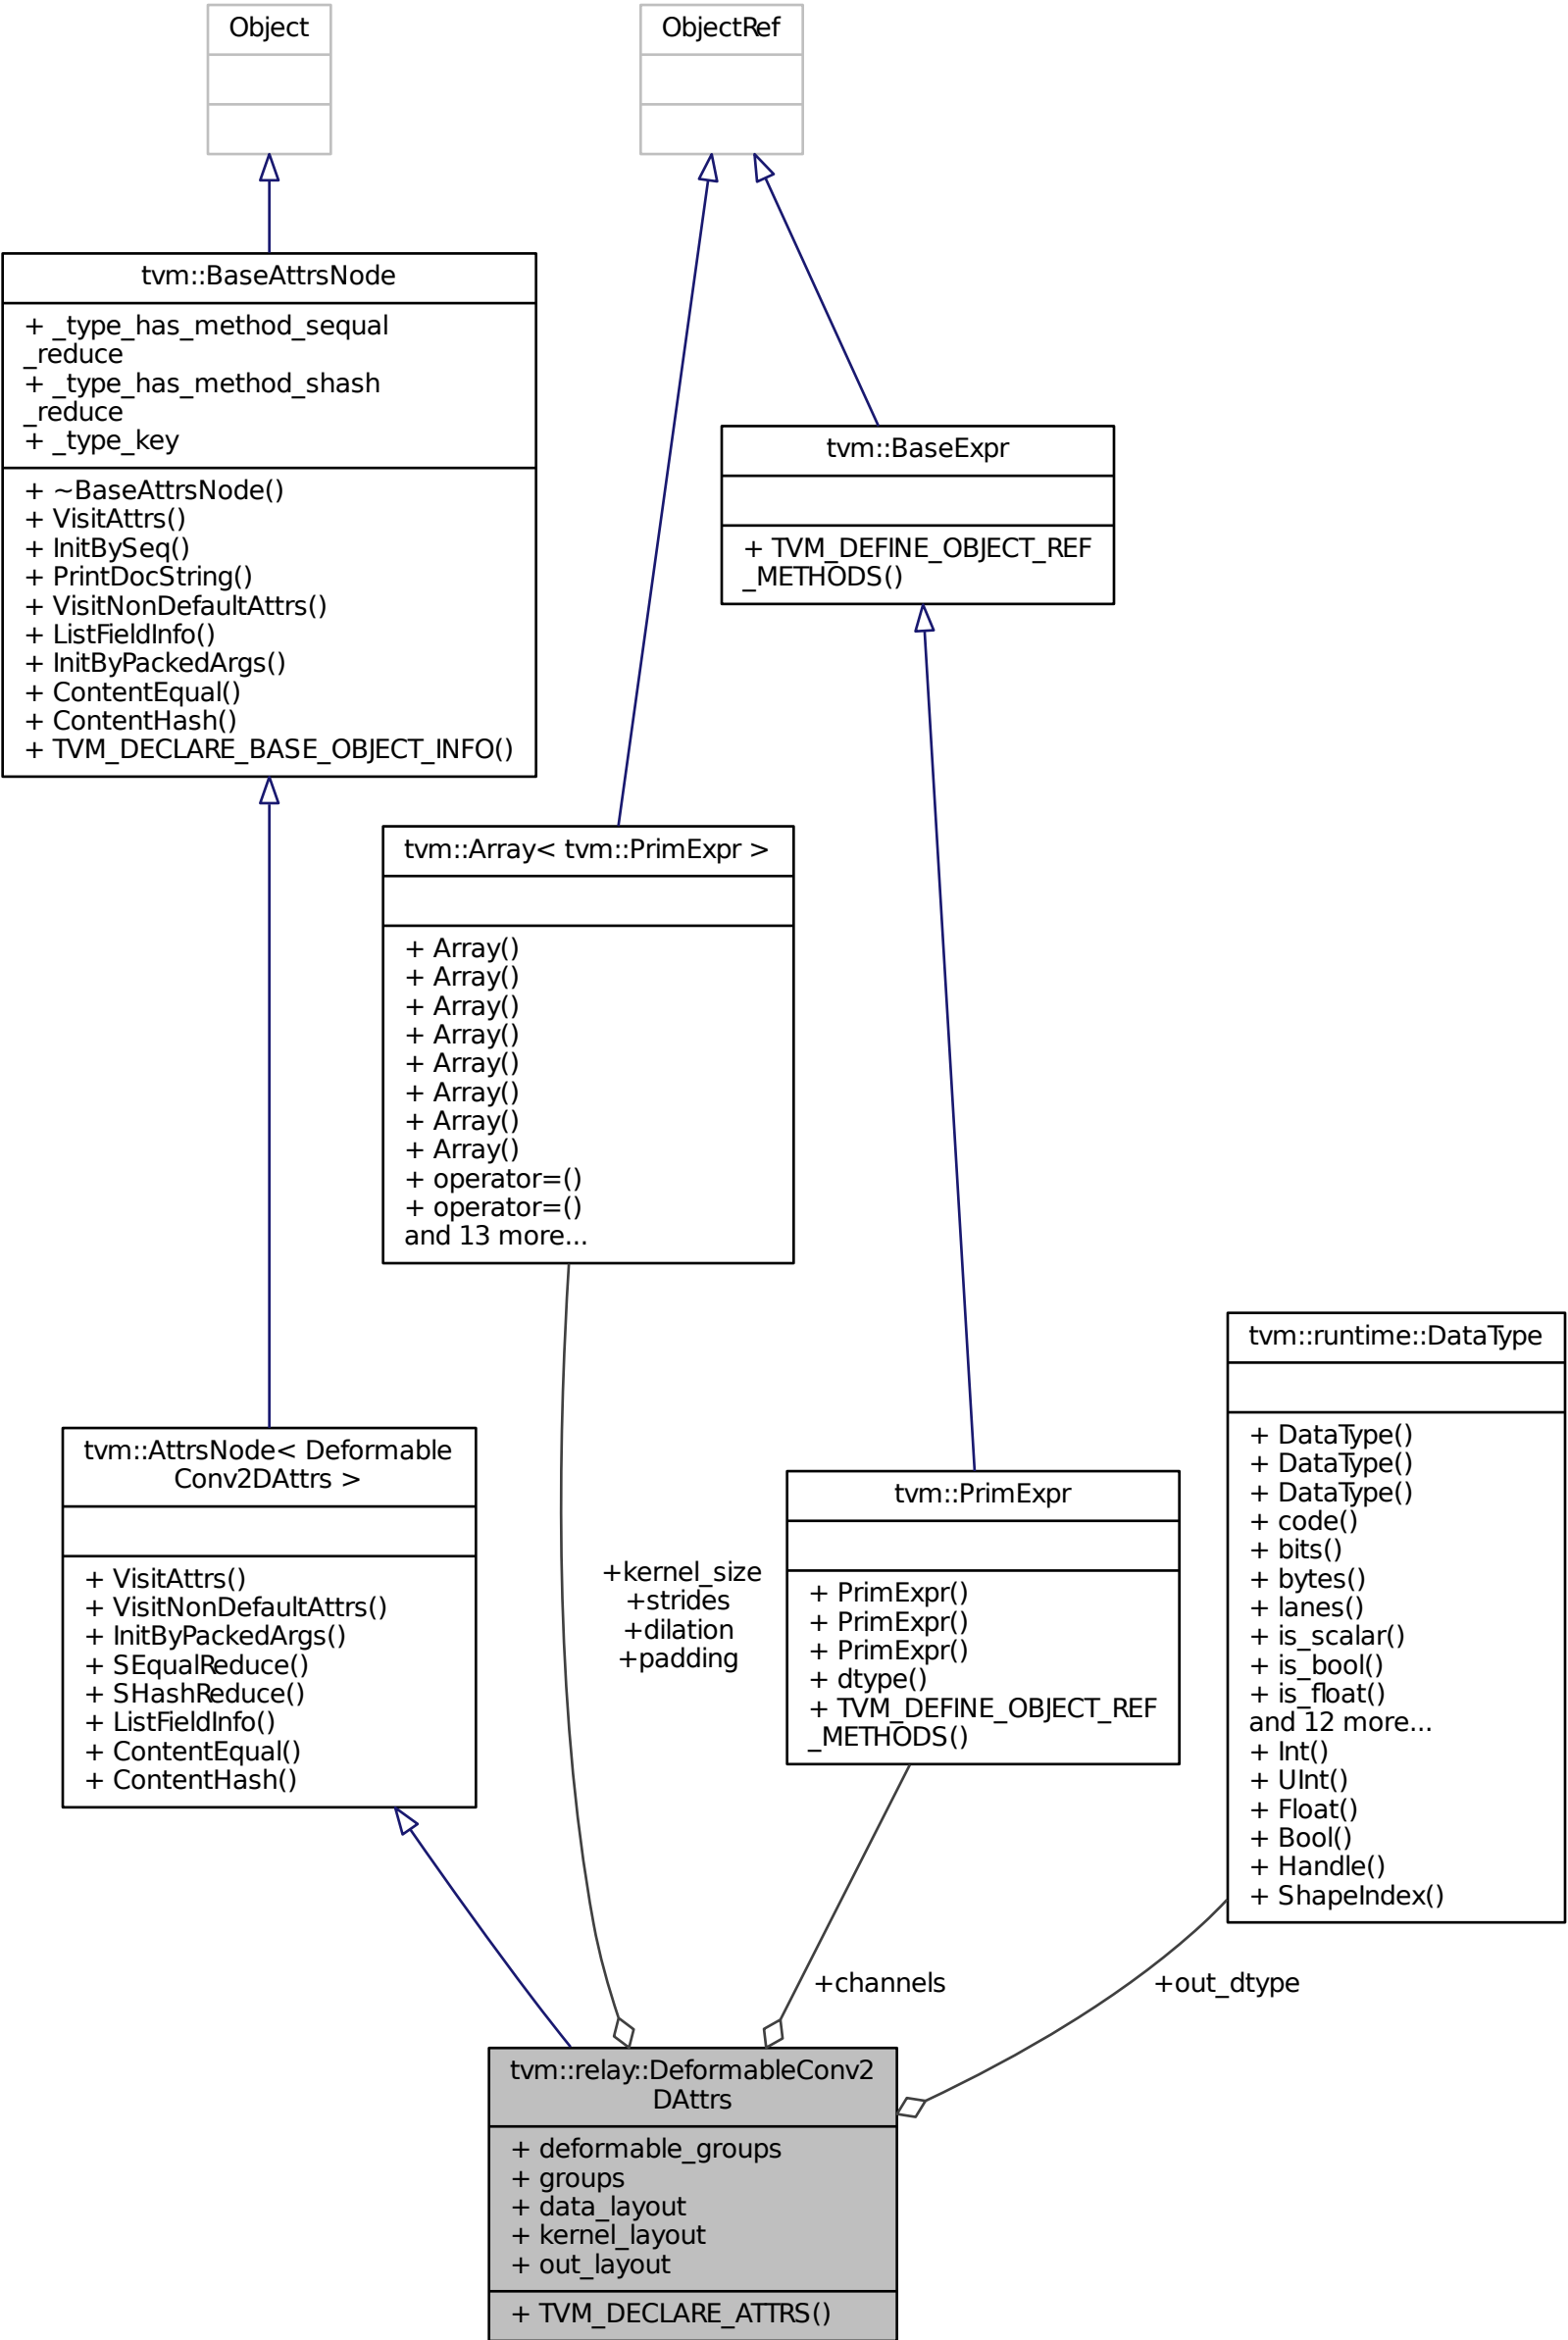 Object
ObjectRef
tvm::BaseAttrsNode
+ _type_has_method_sequal
_reduce
+ _type_has_method_shash
_reduce
+ _type_key
+ ~BaseAttrsNode()
+ VisitAttrs()
+ InitBySeq()
+ PrintDocString()
+ VisitNonDefaultAttrs()
+ ListFieldInfo()
+ InitByPackedArgs()
+ ContentEqual()
+ ContentHash()
+ TVM_DECLARE_BASE_OBJECT_INFO()
tvm::BaseExpr
+ TVM_DEFINE_OBJECT_REF
_METHODS()
tvm::Array< tvm::PrimExpr >
+ Array()
+ Array()
+ Array()
+ Array()
+ Array()
+ Array()
+ Array()
+ Array()
+ operator=()
+ operator=()
and 13 more...
tvm::runtime::DataType
+ DataType()
+ DataType()
+ DataType()
+ code()
+ bits()
+ bytes()
+ lanes()
+ is_scalar()
+ is_bool()
+ is_float()
and 12 more...
+ Int()
+ UInt()
+ Float()
+ Bool()
+ Handle()
+ ShapeIndex()
tvm::AttrsNode< Deformable
Conv2DAttrs >
+ VisitAttrs()
+ VisitNonDefaultAttrs()
+ InitByPackedArgs()
+ SEqualReduce()
+ SHashReduce()
+ ListFieldInfo()
+ ContentEqual()
+ ContentHash()
+kernel_size
+strides
+dilation
+padding
tvm::PrimExpr
+ PrimExpr()
+ PrimExpr()
+ PrimExpr()
+ dtype()
+ TVM_DEFINE_OBJECT_REF
_METHODS()
+channels
+out_dtype
tvm::relay::DeformableConv2
DAttrs
+ deformable_groups
+ groups
+ data_layout
+ kernel_layout
+ out_layout
+ TVM_DECLARE_ATTRS()